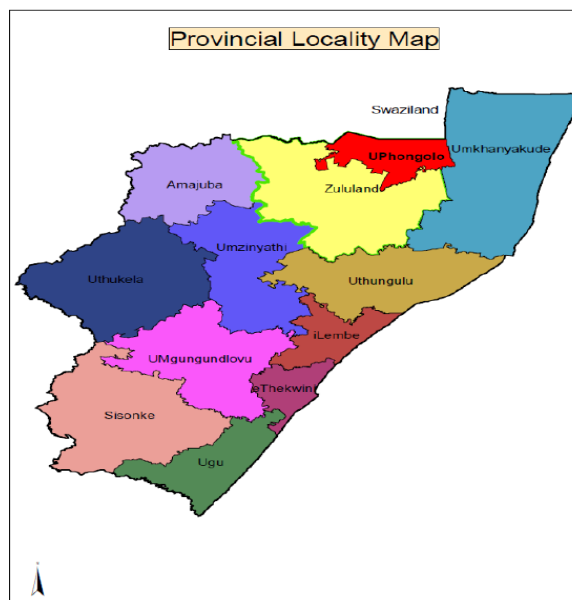 Provincial Locality Map
Swaziland
Umkhanyakude
UPhongolo
Amajuba
Zululand
Umzinyathi
Uthukela
Uthungulu
iLembe
UMgungundlovu
eThekwini
Sisonke
Ugu